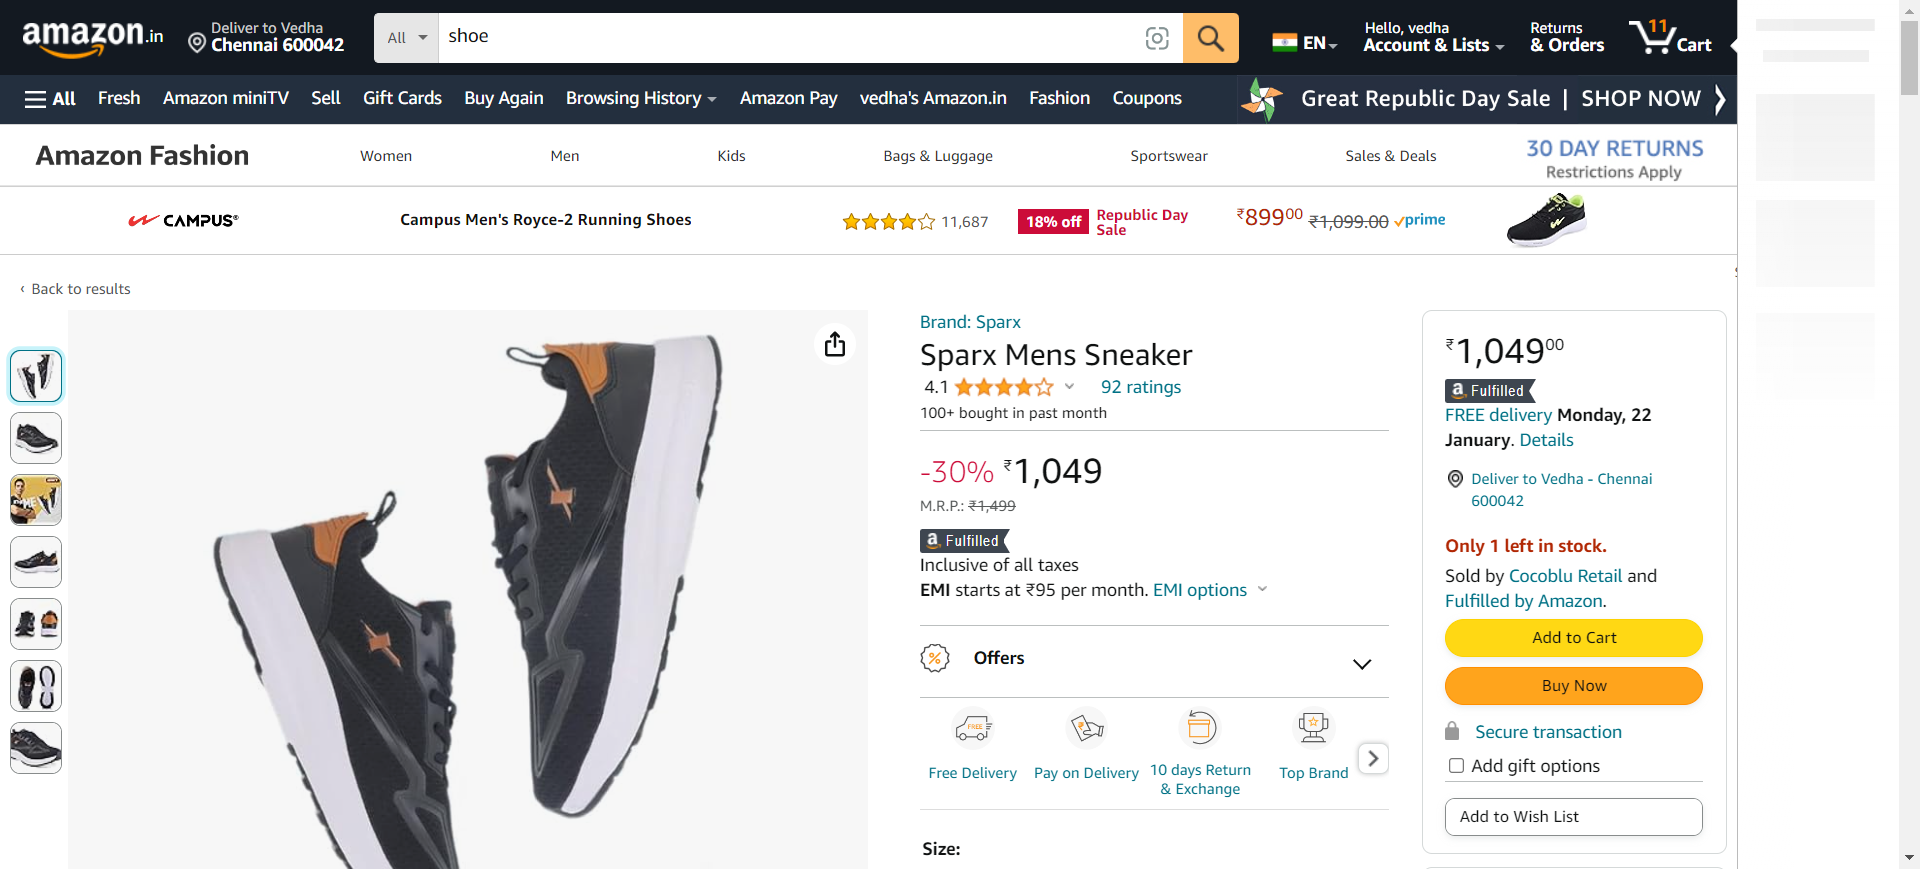 amazon.in
Deliver to Vedha
Chennai 600042
All
shoe
EN
Hello, vedha
Account & Lists
Returns
& Orders
11
Cart
All
Fresh
Amazon miniTV
Sell
Gift Cards
Buy Again
Browsing History
Amazon Pay
vedha's Amazon.in
Fashion
Coupons
Great Republic Day Sale | SHOP NOW
Amazon Fashion
Women
Men
Kids
Bags & Luggage
Sportswear
Sales & Deals
30 DAY RETURNS
Restrictions Apply
CAMPUS®
Campus Men's Royce-2 Running Shoes
11,687
18% off
Republic Day
Sale
₹89900
₹1,099.00
prime
‹ Back to results
Brand: Sparx
Sparx Mens Sneaker
4.1
92 ratings
100+ bought in past month
-30% ₹1,049
M.R.P.: ₹1,499
a Fulfilled
Inclusive of all taxes
EMI starts at ₹95 per month. EMI options
Offers
FREE
Free Delivery
Pay on Delivery
10 days Return
& Exchange
Top Brand
Size:
₹1,04900
a Fulfilled
FREE delivery Monday, 22
January. Details
Deliver to Vedha - Chennai
600042
Only 1 left in stock.
Sold by Cocoblu Retail and
Fulfilled by Amazon.
Add to Cart
Buy Now
Secure transaction
Add gift options
Add to Wish List